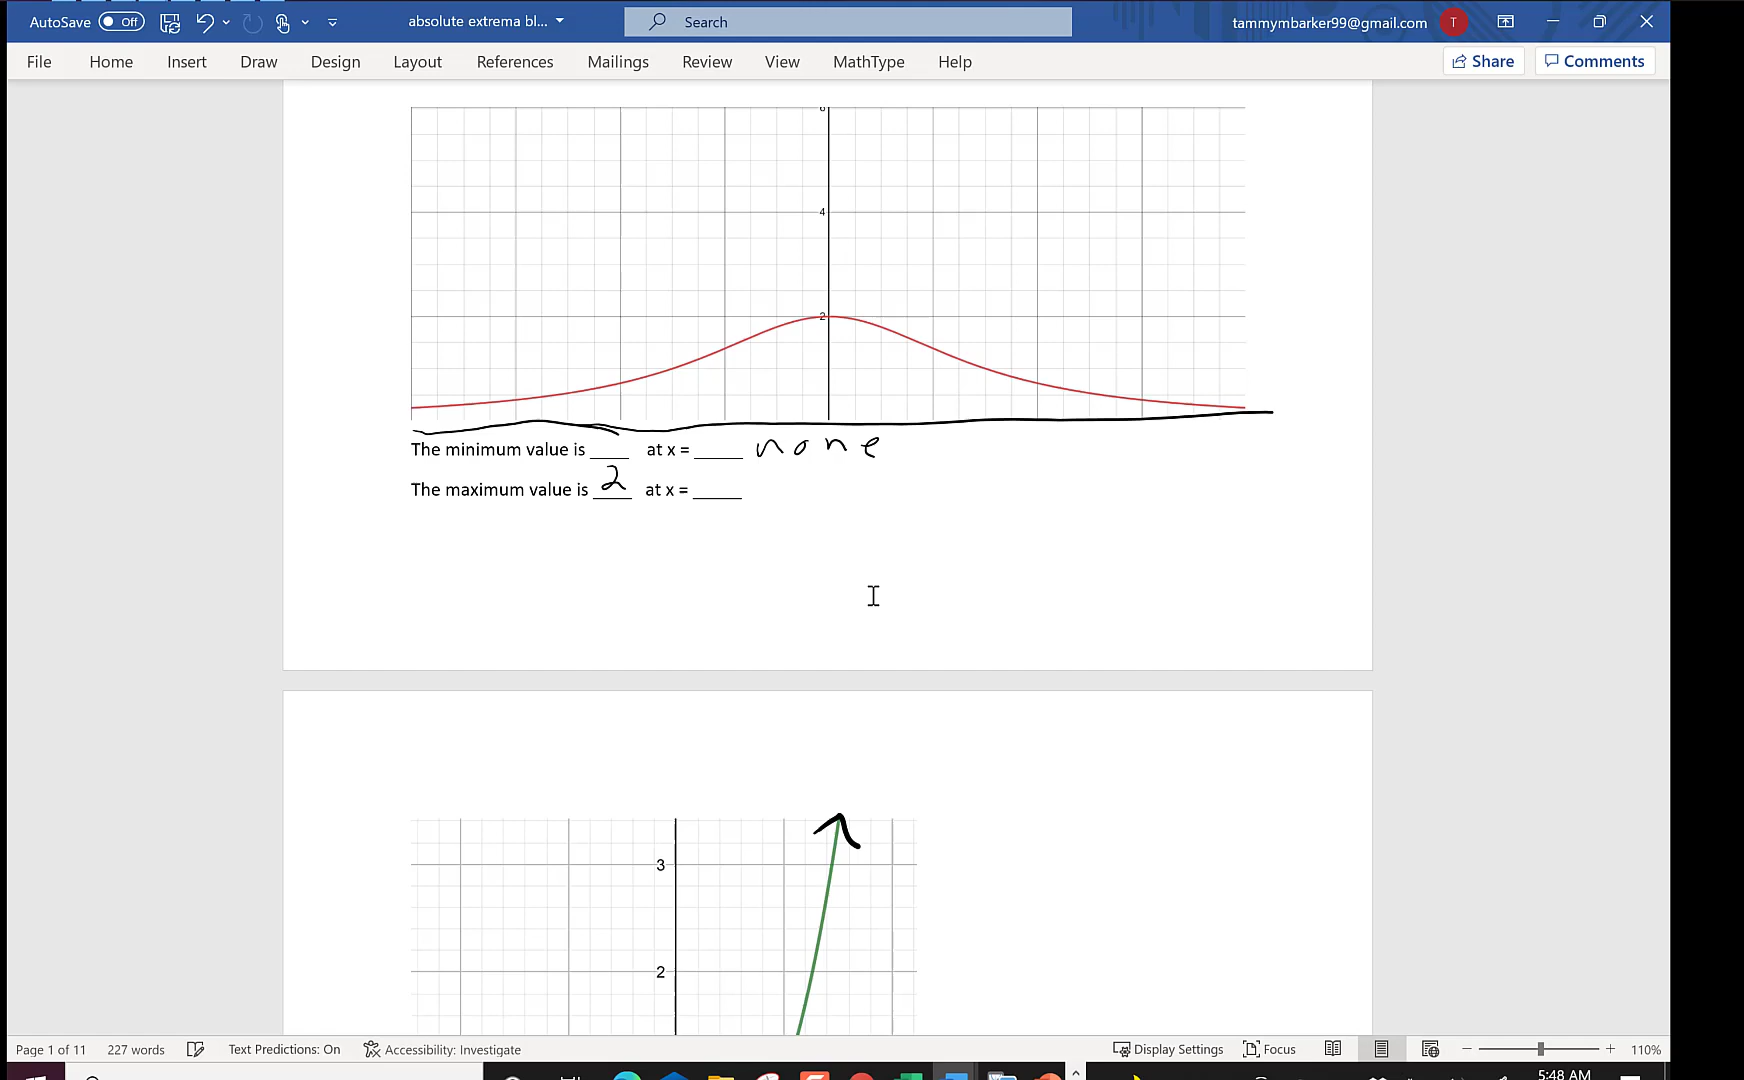 AutoSave Off absolute extrema bl... Search tammymbarker99@gmail.com T
File Home Insert Draw Design Layout References Mailings Review View MathType Help Share Comments
4
2
The minimum value is ____ at x = _____ none
The maximum value is 2 at x = _____
3
2
Page 1 of 11 227 words Text Predictions: On Accessibility: Investigate Display Settings Focus 110%
5:48 AM